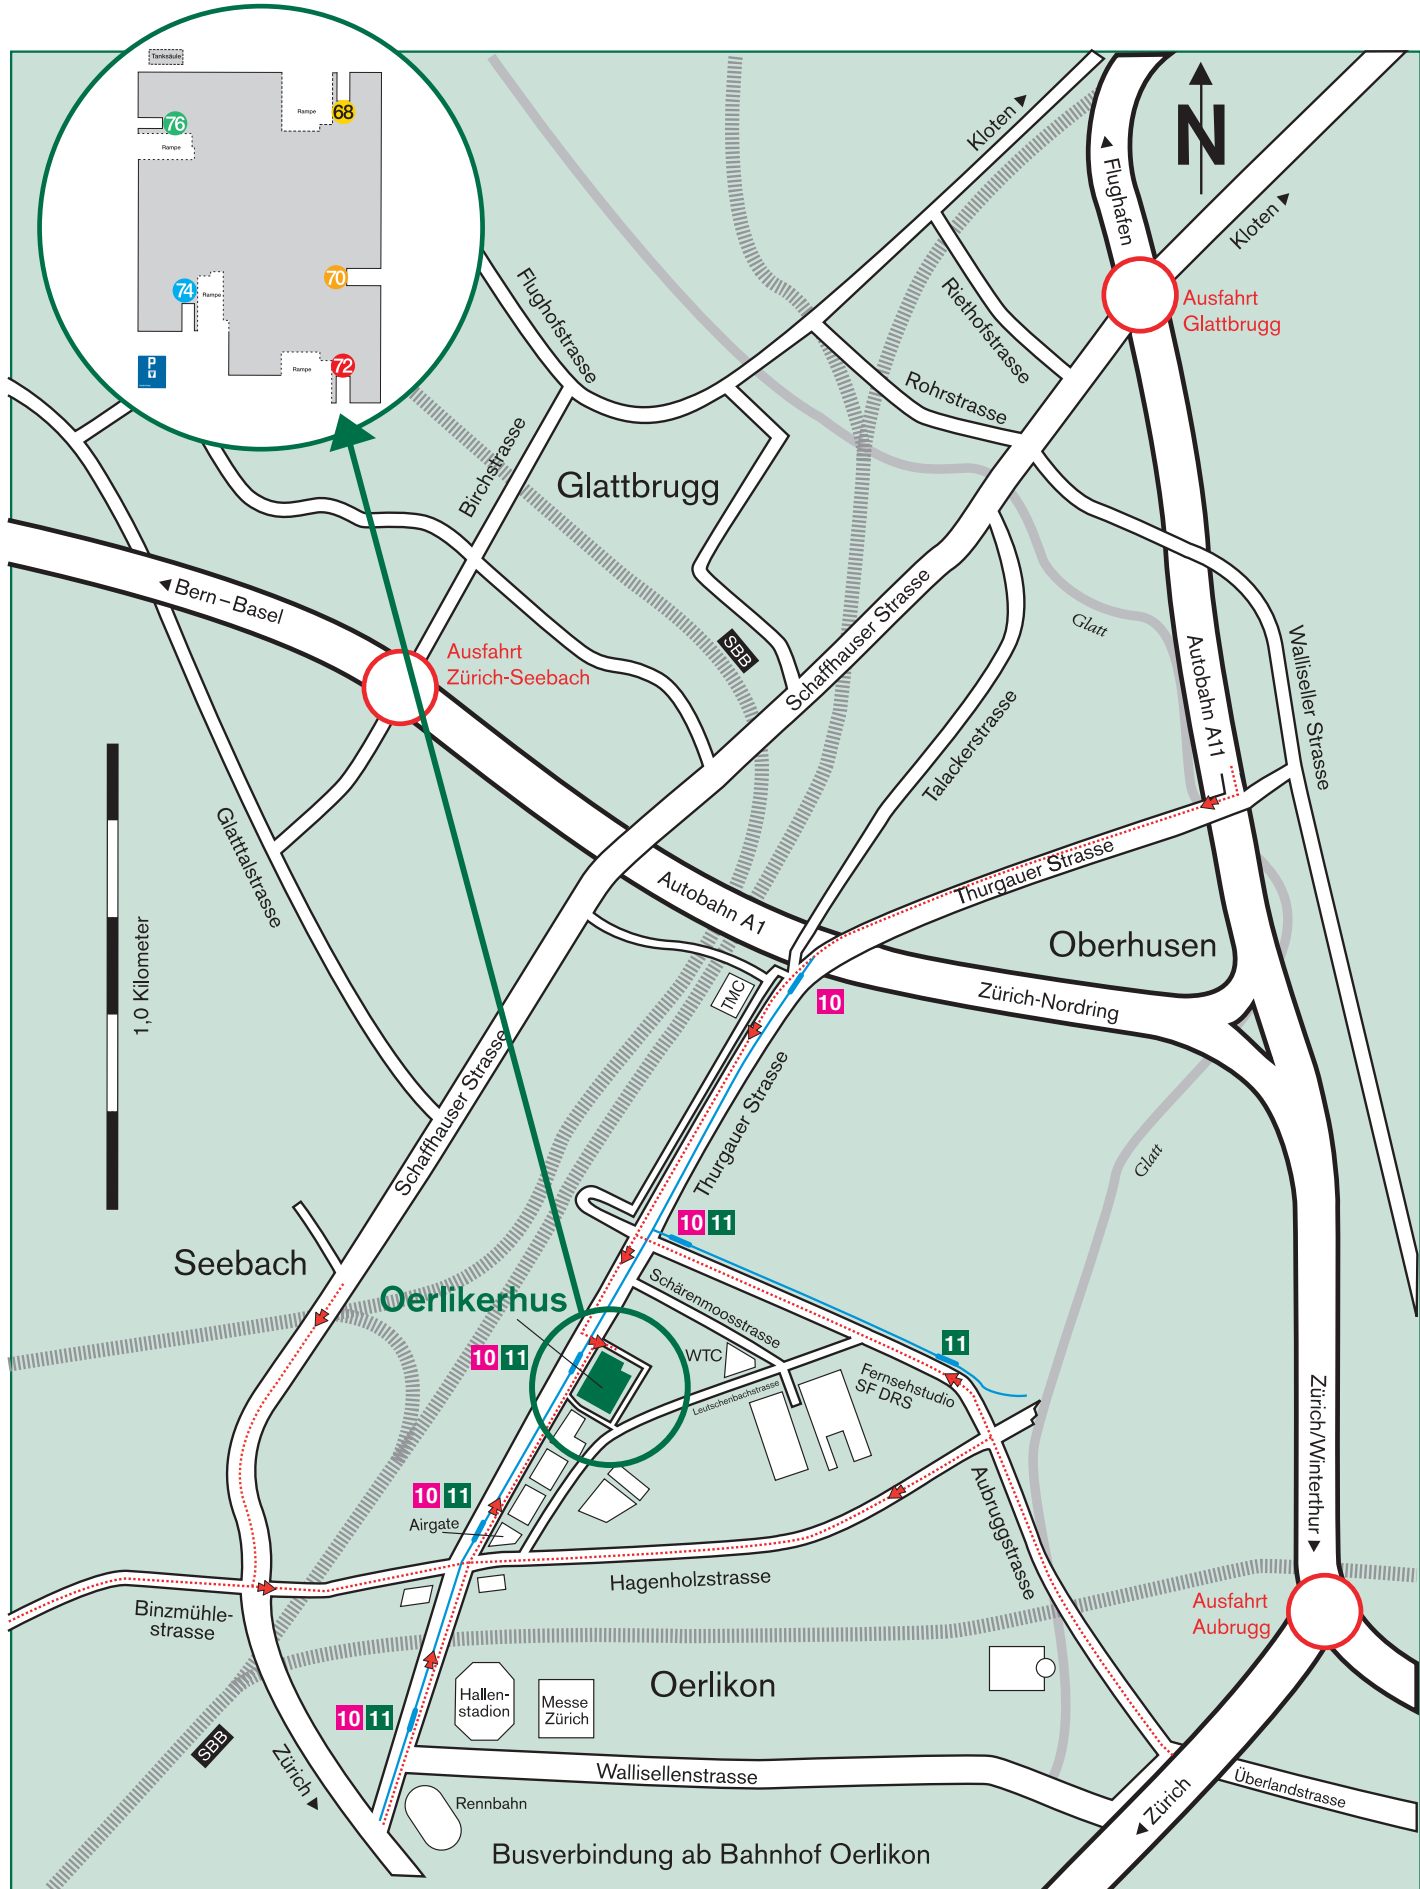 Tanksäule
Rampe
68
76
Rampe
70
74
Rampe
72
Rampe
P
N
Kloten
Flughafen
Kloten
Ausfahrt
Glattbrugg
Flughofstrasse
Riethofstrasse
Rohrstrasse
Birchstrasse
Glattbrugg
Bern – Basel
Ausfahrt
Zürich-Seebach
SBB
Schaffhauser Strasse
Glatt
Walliseller Strasse
Autobahn A11
Talackerstrasse
Glatttalstrasse
1,0 Kilometer
Autobahn A1
Thurgauer Strasse
Oberhusen
Zürich-Nordring
TMC
10
Schaffhauser Strasse
Thurgauer Strasse
Glatt
10 11
Seebach
Oerlikerhus
Schärenmoosstrasse
10 11
11
WTC
Fernsehstudio
SF DRS
Leutschenbachstrasse
Zürich/Winterthur
10 11
Airgate
Aubruggstrasse
Hagenholzstrasse
Binzmühle-
strasse
Ausfahrt
Aubrugg
Oerlikon
Hallen-
stadion
Messe
Zürich
10 11
SBB
Zürich
Wallisellenstrasse
Überlandstrasse
Zürich
Rennbahn
Busverbindung ab Bahnhof Oerlikon